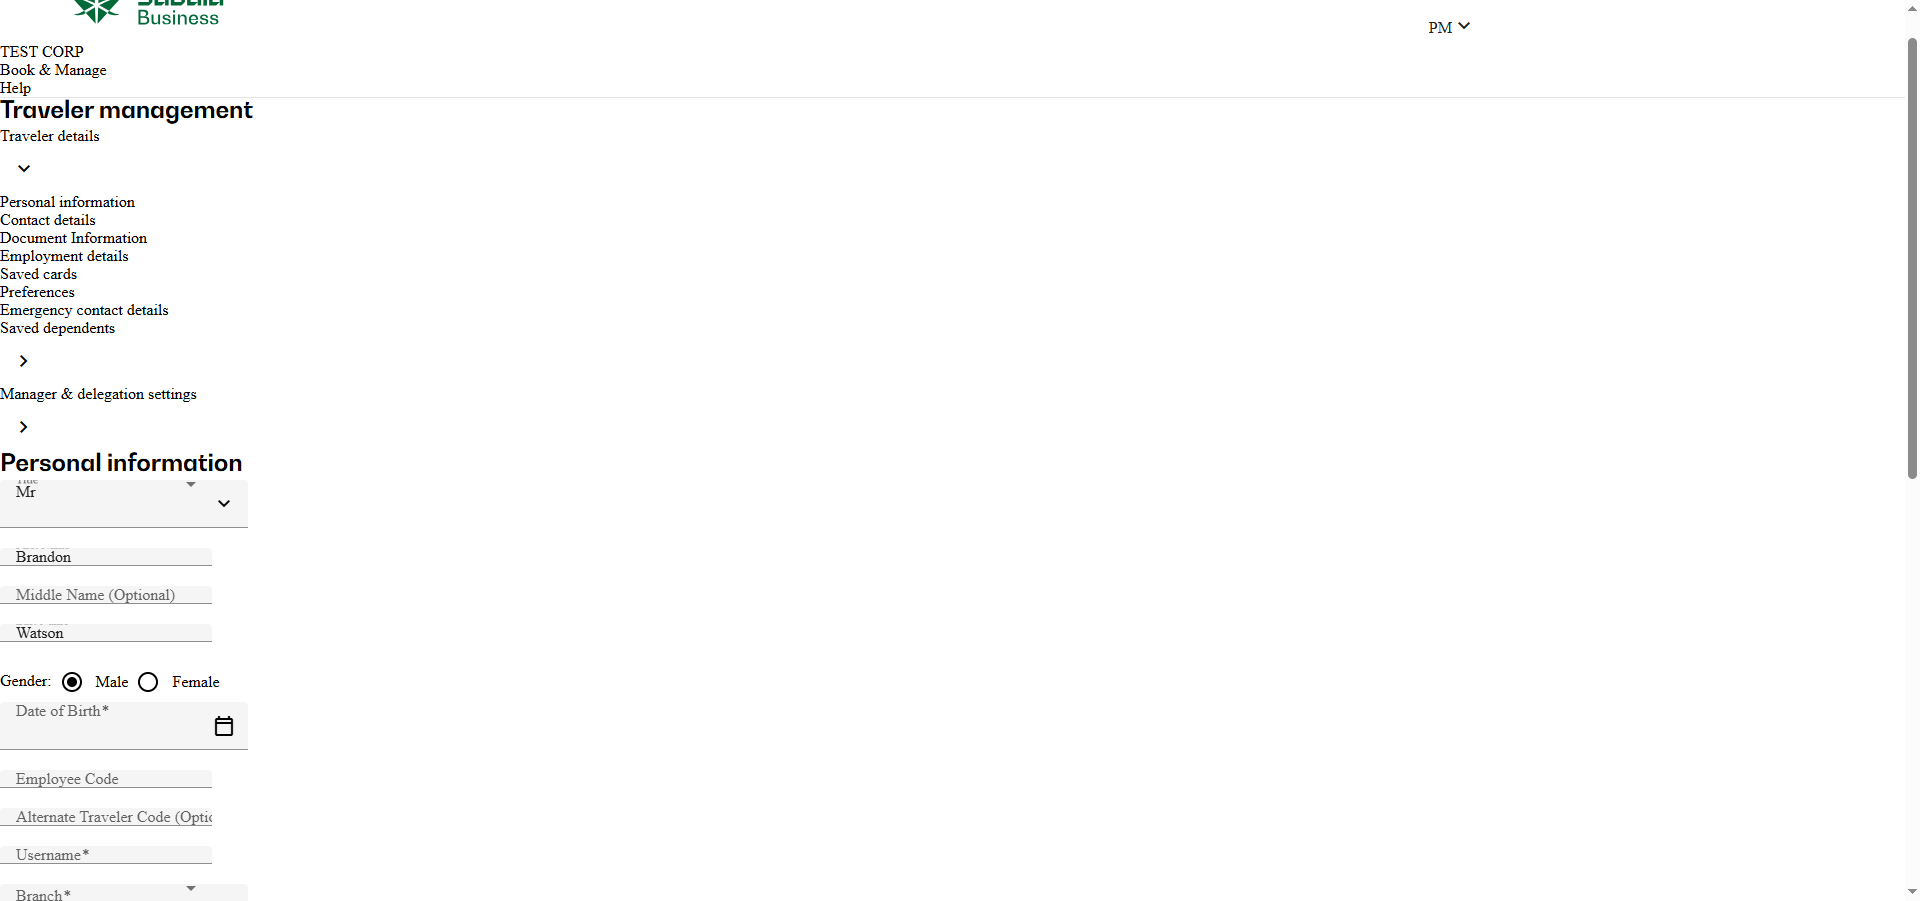 Business
PM
TEST CORP
Book & Manage
Help
Traveler management
Traveler details
Personal information
Contact details
Document Information
Employment details
Saved cards
Preferences
Emergency contact details
Saved dependents
Manager & delegation settings
Personal information
Title
Mr
Brandon
Middle Name (Optional)
Watson
Gender: Male Female
Date of Birth*
Employee Code
Alternate Traveler Code (Optic
Username*
Branch*